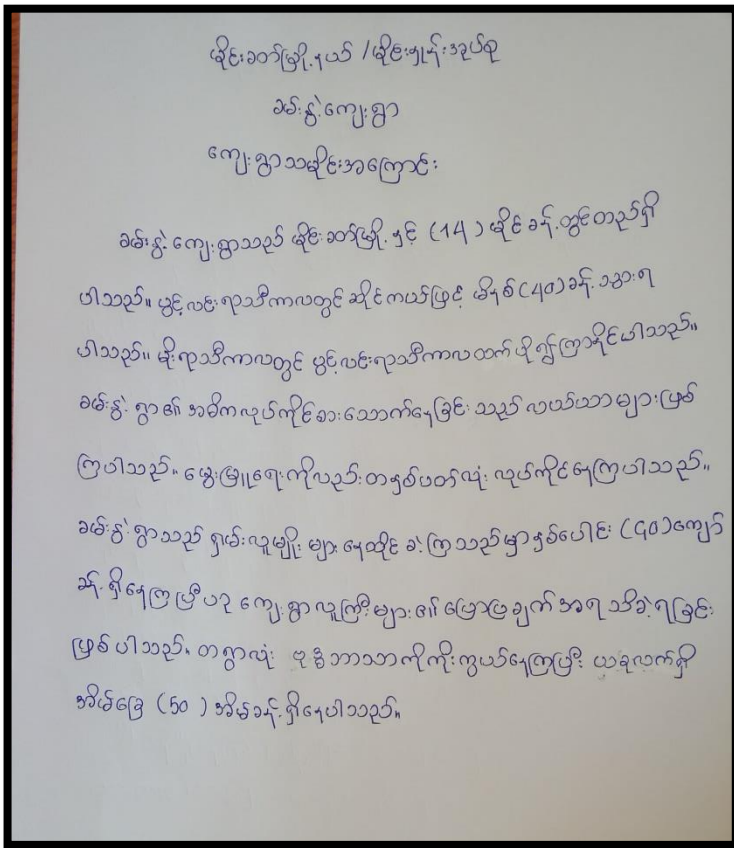 မိုင်းခတ်မြို့နယ် /မိုင်းဟုန်းအုပ်စု
ခမ်းနွဲ့ကျေးရွာ
ကျေးရွာသမိုင်းအကြောင်း
ခမ်းနွဲ့ ကျေးရွာသည် မိုင်းခတ်မြို့နှင့် (14) မိုင်ခန့်တွင်တည်ရှိ
ပါသည်။ ပွင့်လင်းရာသီကာလတွင် ဆိုင်ကယ်ဖြင့် မိနစ်(40)ခန့်သွားရ
ပါသည်။ မိုးရာသီကာလတွင် ပွင့်လင်းရာသီကာလထက် ပို၍ကြာနိုင်ပါသည်။
ခမ်းနွဲ့ ရွာ၏ အဓိကလုပ်ကိုင်စားသောက်နေခြင်း သည် လယ်ယာများဖြစ်
ကြပါသည်။ မွေးမြူရေးကိုလည်းတနှစ်ပတ်လုံး လုပ်ကိုင်နေကြပါသည်။
ခမ်းနွဲ့ ရွာသည် ရှမ်းလူမျိုး များ နေထိုင် ခဲ့ကြသည်မှာ နှစ်ပေါင်း (90)ကျော်
ခန့် ရှိနေကြပြီဟု ကျေးရွာလူကြီးများ၏ ပြောပြချက် အရ သိခဲ့ရခြင်း
ဖြစ်ပါသည်။ တရွာလုံး ဗုဒ္ဓဘာသာကိုကိုးကွယ်နေကြပြီး ယခုလက်ရှိ
အိမ်ခြေ (50) အိမ်ခန့်ရှိနေပါသည်။